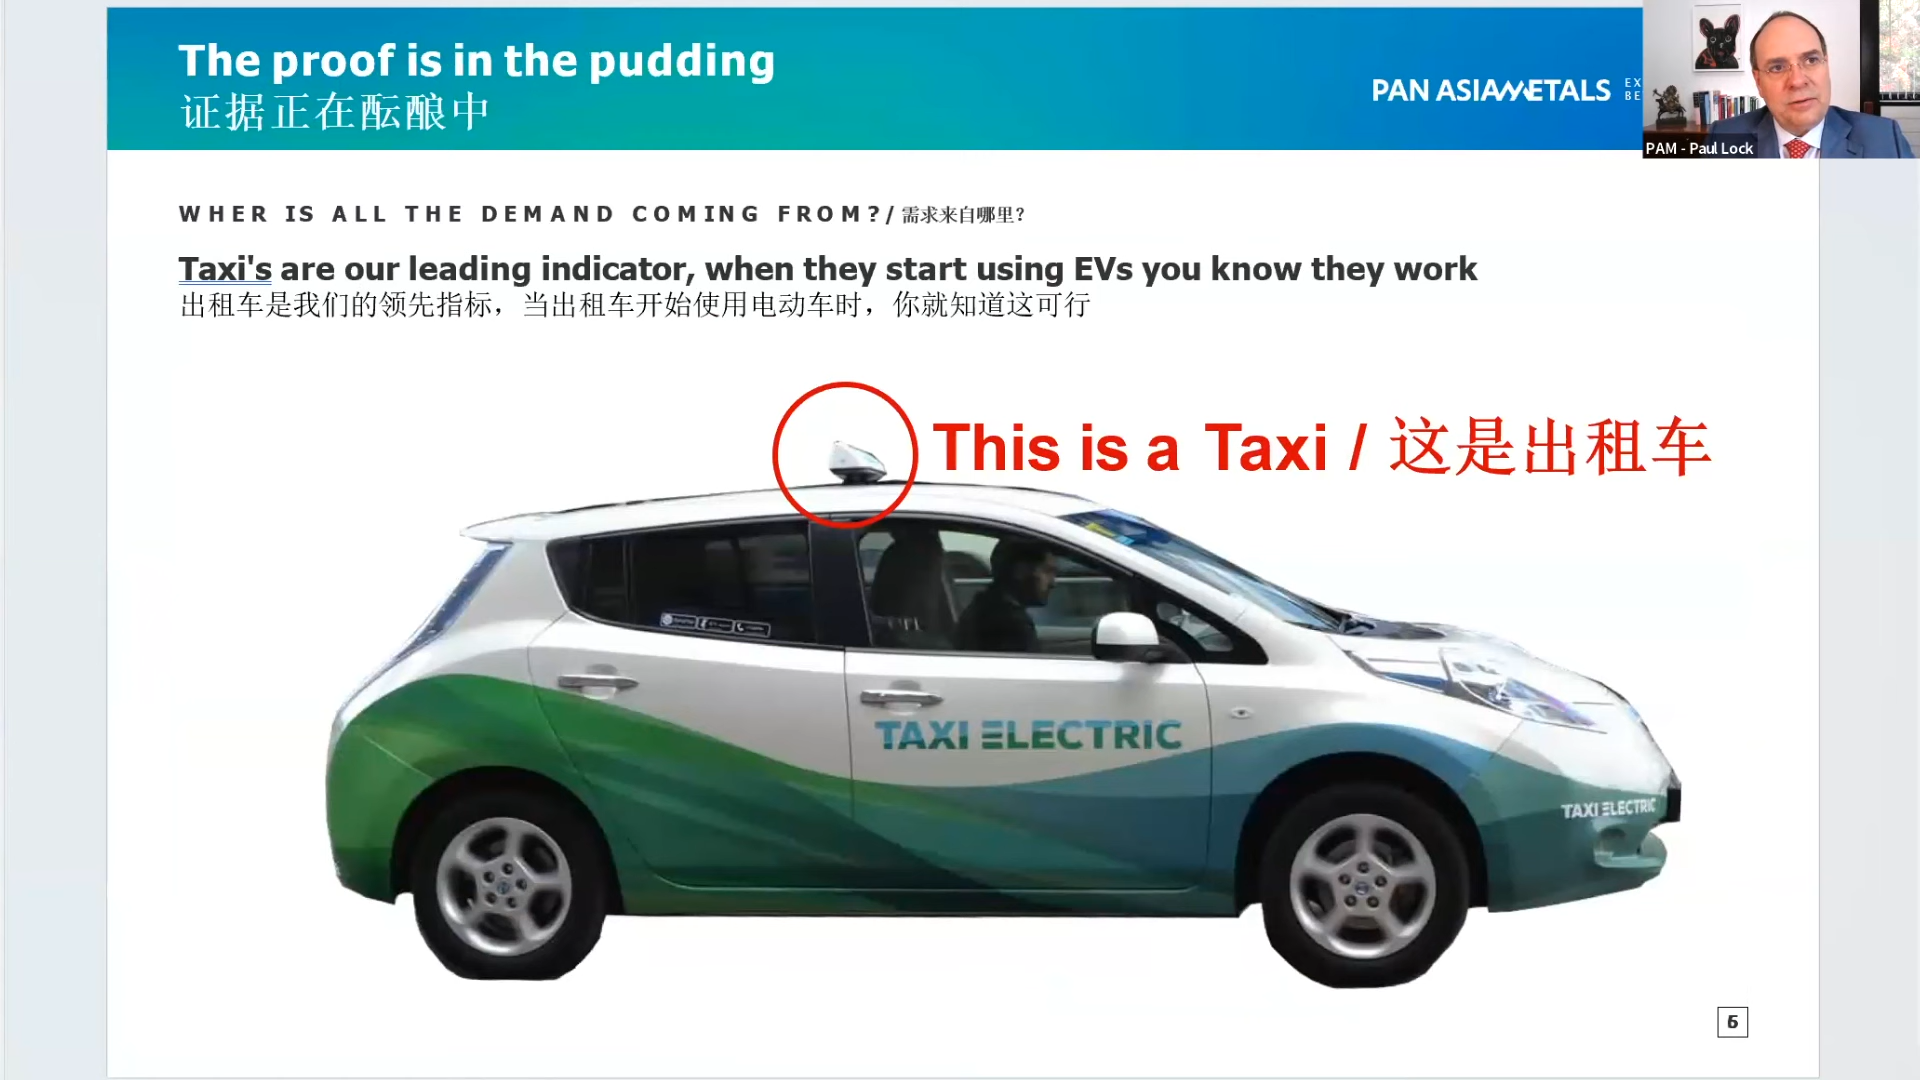 The proof is in the pudding
证据正在酝酿中
PAN ASIA METALS
EX
BE
PAM - Paul Lock
WHER IS ALL THE DEMAND COMING FROM?/ 需求来自哪里?
Taxi's are our leading indicator, when they start using EVs you know they work
出租车是我们的领先指标，当出租车开始使用电动车时，你就知道这可行
This is a Taxi / 这是出租车
TAXI ELECTRIC
TAXI ELECTRIC
6